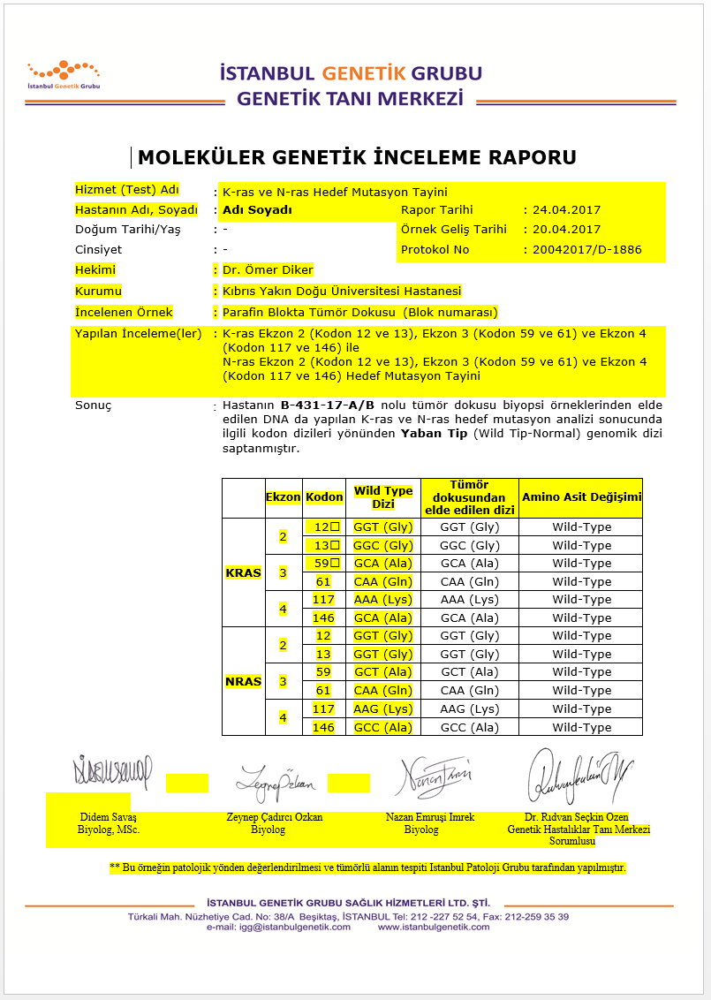 İstanbul Genetik Grubu
İSTANBUL GENETİK GRUBU
GENETİK TANI MERKEZİ
MOLEKÜLER GENETİK İNCELEME RAPORU
Hizmet (Test) Adı : K-ras ve N-ras Hedef Mutasyon Tayini
Hastanın Adı, Soyadı : Adı Soyadı Rapor Tarihi : 24.04.2017
Doğum Tarihi/Yaş : - Örnek Geliş Tarihi : 20.04.2017
Cinsiyet : - Protokol No : 20042017/D-1886
Hekimi : Dr. Ömer Diker
Kurumu : Kıbrıs Yakın Doğu Üniversitesi Hastanesi
İncelenen Örnek : Parafin Blokta Tümör Dokusu (Blok numarası)
Yapılan İnceleme(ler) : K-ras Ekzon 2 (Kodon 12 ve 13), Ekzon 3 (Kodon 59 ve 61) ve Ekzon 4
(Kodon 117 ve 146) ile
N-ras Ekzon 2 (Kodon 12 ve 13), Ekzon 3 (Kodon 59 ve 61) ve Ekzon 4
(Kodon 117 ve 146) Hedef Mutasyon Tayini
Sonuç : Hastanın B-431-17-A/B nolu tümör dokusu biyopsi örneklerinden elde
edilen DNA da yapılan K-ras ve N-ras hedef mutasyon analizi sonucunda
ilgili kodon dizileri yönünden Yaban Tip (Wild Tip-Normal) genomik dizi
saptanmıştır.
Ekzon Kodon Wild Type Dizi Tümör dokusundan elde edilen dizi Amino Asit Değişimi
KRAS 2 12□ GGT (Gly) GGT (Gly) Wild-Type
13□ GGC (Gly) GGC (Gly) Wild-Type
3 59□ GCA (Ala) GCA (Ala) Wild-Type
61 CAA (Gln) CAA (Gln) Wild-Type
4 117 AAA (Lys) AAA (Lys) Wild-Type
146 GCA (Ala) GCA (Ala) Wild-Type
NRAS 2 12 GGT (Gly) GGT (Gly) Wild-Type
13 GGT (Gly) GGT (Gly) Wild-Type
3 59 GCT (Ala) GCT (Ala) Wild-Type
61 CAA (Gln) CAA (Gln) Wild-Type
4 117 AAG (Lys) AAG (Lys) Wild-Type
146 GCC (Ala) GCC (Ala) Wild-Type
Didem Savaş Zeynep Çadırcı Ozkan Nazan Emruşi Imrek Dr. Rıdvan Seçkin Ozen
Biyolog, MSc. Biyolog Biyolog Genetik Hastalıklar Tanı Merkezi
Sorumlusu
** Bu örneğin patolojik yönden değerlendirilmesi ve tümörlü alanın tespiti Istanbul Patoloji Grubu tarafından yapılmıştır.
İSTANBUL GENETİK GRUBU SAĞLIK HİZMETLERİ LTD. ŞTİ.
Türkali Mah. Nüzhetiye Cad. No: 38/A Beşiktaş, İSTANBUL Tel: 212 -227 52 54, Fax: 212-259 35 39
e-mail: igg@istanbulgenetik.com www.istanbulgenetik.com